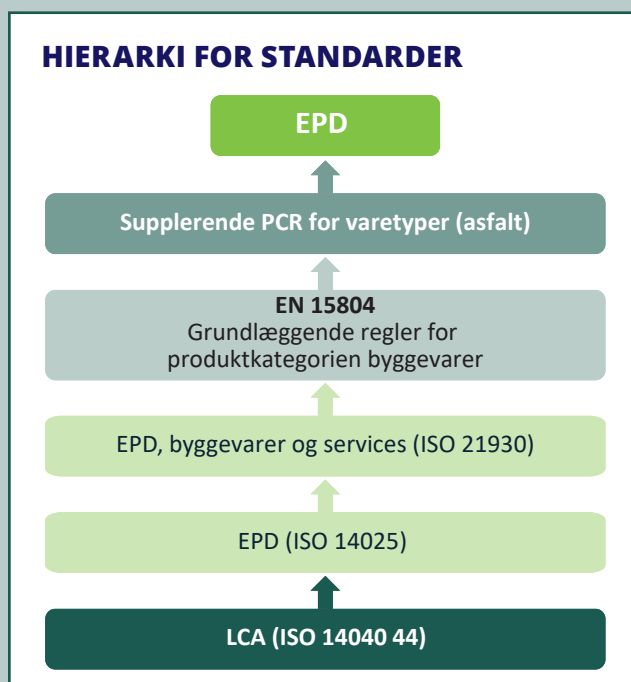 HIERARKI FOR STANDARDER
EPD
Supplerende PCR for varetyper (asfalt)
EN 15804
Grundlæggende regler for
produktkategorien byggevarer
EPD, byggevarer og services (ISO 21930)
EPD (ISO 14025)
LCA (ISO 14040 44)